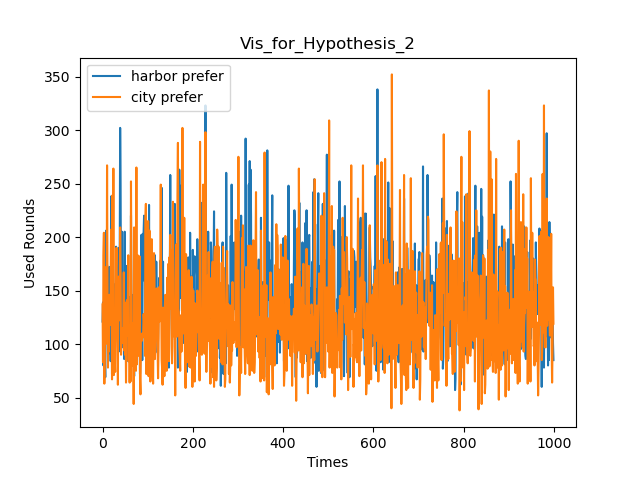 Vis_for_Hypothesis_2
harbor prefer
city prefer
350
300
250
200
150
100
50
Used Rounds
0
200
400
600
800
1000
Times